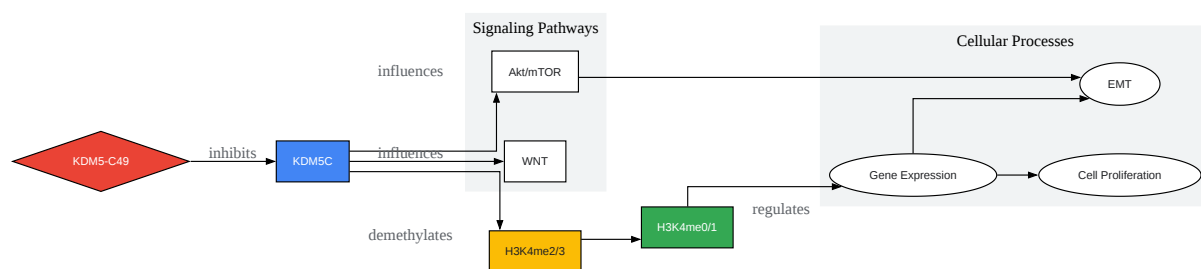 Signaling Pathways
Cellular Processes
influences
Akt/mTOR
EMT
KDM5-C49
inhibits
KDM5C
influences
WNT
Gene Expression
Cell Proliferation
demethylates
H3K4me2/3
H3K4me0/1
regulates